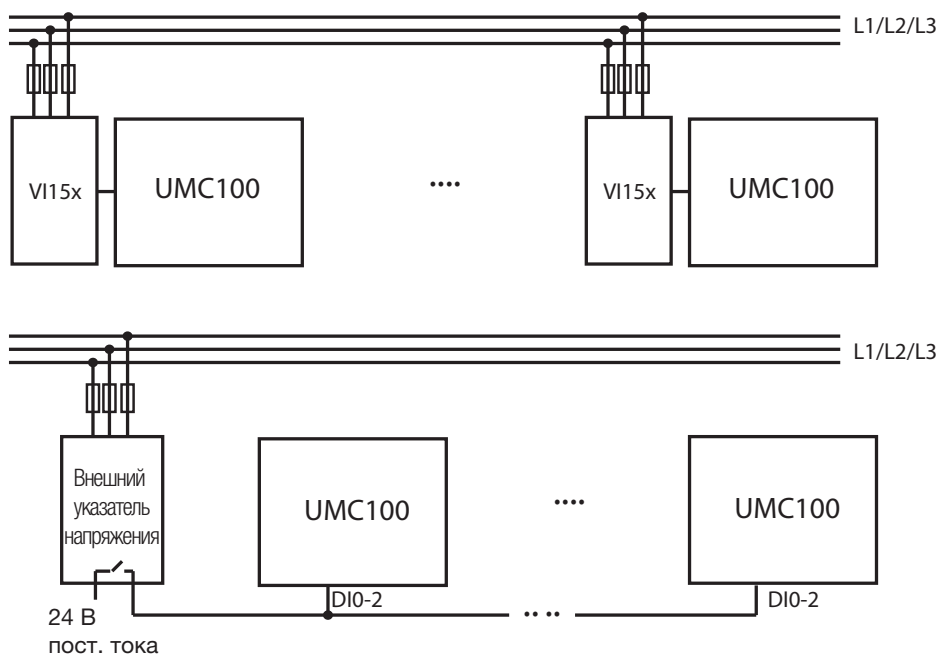 L1/L2/L3
VI15x
UMC100
....
VI15x
UMC100
L1/L2/L3
Внешний
указатель
напряжения
UMC100
....
UMC100
DI0-2
.. ..
DI0-2
24 В
пост. тока